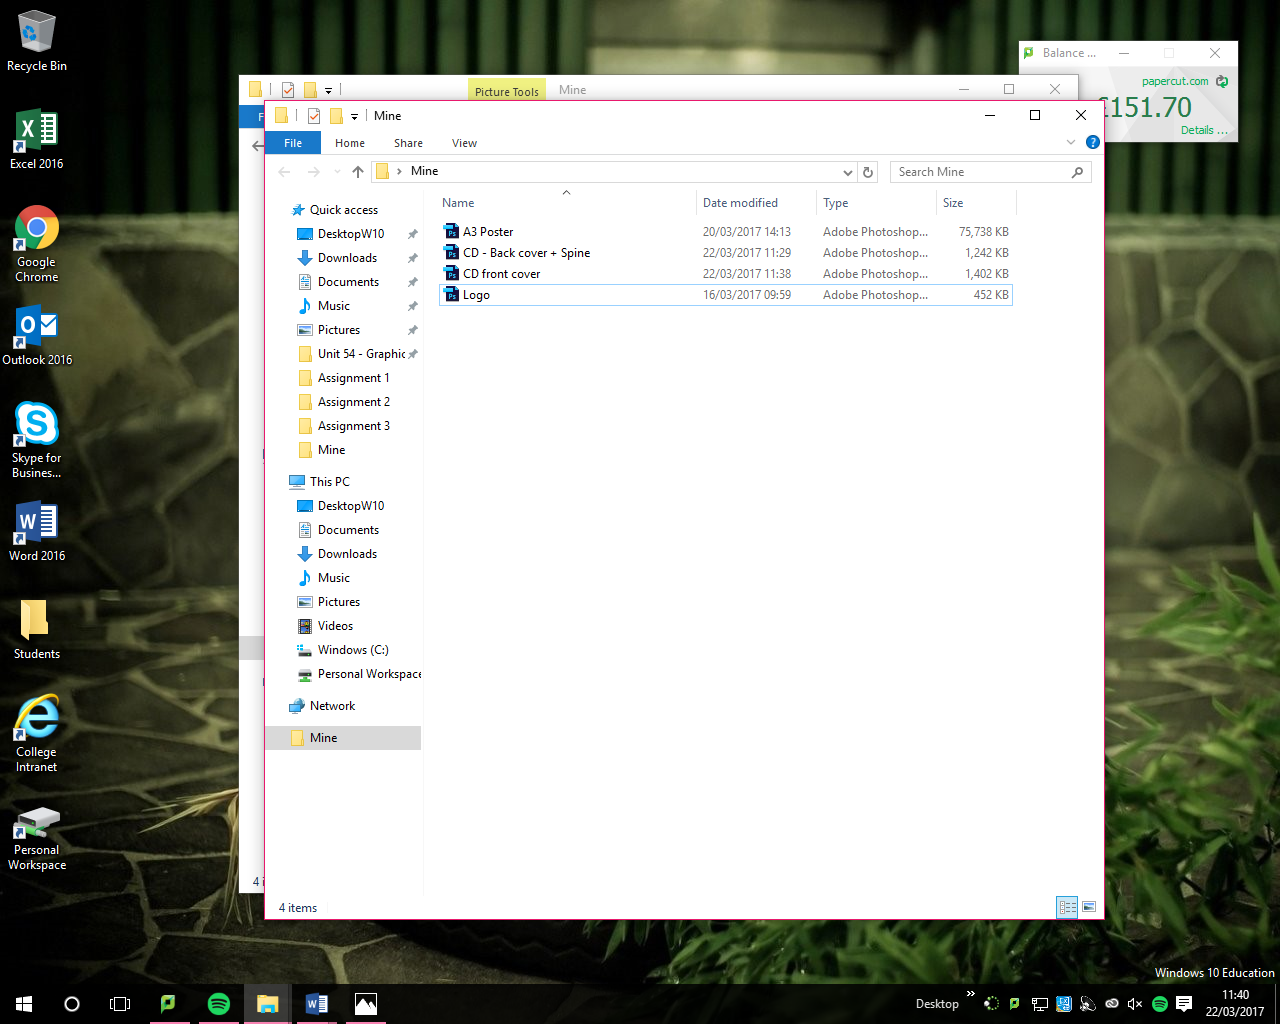 Recycle Bin
Excel 2016
Google
Chrome
Outlook 2016
Skype for
Busines...
Word 2016
Students
College
Intranet
Personal
Workspace
Balance ...
papercut.com
£151.70
Details ...
Picture Tools
Mine
F
4 i
Mine
File
Home
Share
View
Mine
Search Mine
Name
Date modified
Type
Size
A3 Poster
20/03/2017 14:13
Adobe Photoshop...
75,738 KB
CD - Back cover + Spine
22/03/2017 11:29
Adobe Photoshop...
1,242 KB
CD front cover
22/03/2017 11:38
Adobe Photoshop...
1,402 KB
Logo
16/03/2017 09:59
Adobe Photoshop...
452 KB
Quick access
DesktopW10
Downloads
Documents
Music
Pictures
Unit 54 - Graphic
Assignment 1
Assignment 2
Assignment 3
Mine
This PC
DesktopW10
Documents
Downloads
Music
Pictures
Videos
Windows (C:)
Personal Workspace
Network
Mine
4 items
Windows 10 Education
Desktop
11:40
22/03/2017